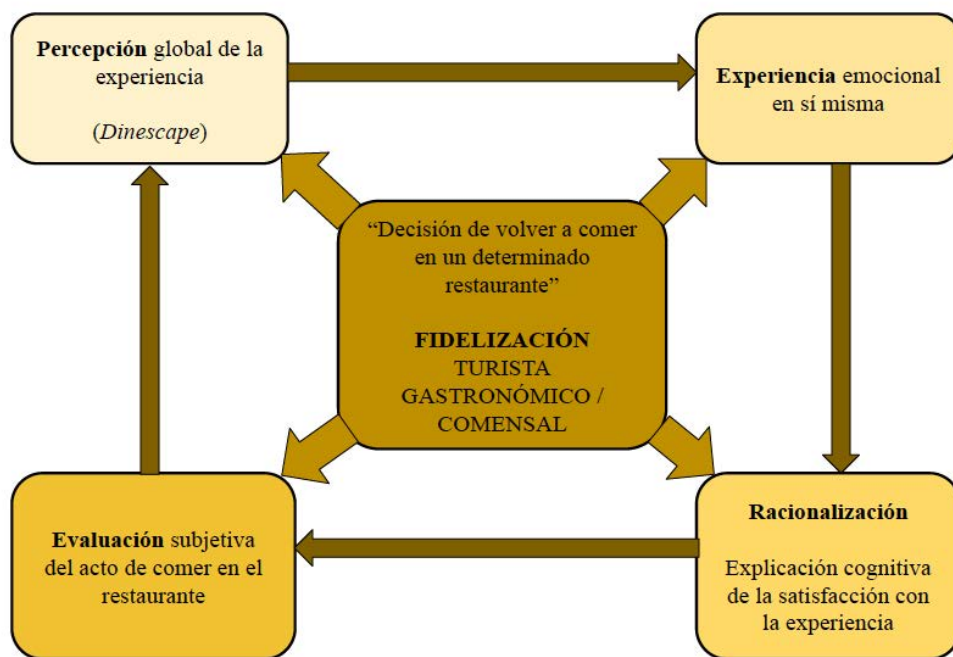 Percepción global de la
experiencia
(Dinescape)
Experiencia emocional
en sí misma
“Decisión de volver a comer
en un determinado
restaurante”
FIDELIZACIÓN
TURISTA
GASTRONÓMICO /
COMENSAL
Evaluación subjetiva
del acto de comer en el
restaurante
Racionalización
Explicación cognitiva
de la satisfacción con
la experiencia